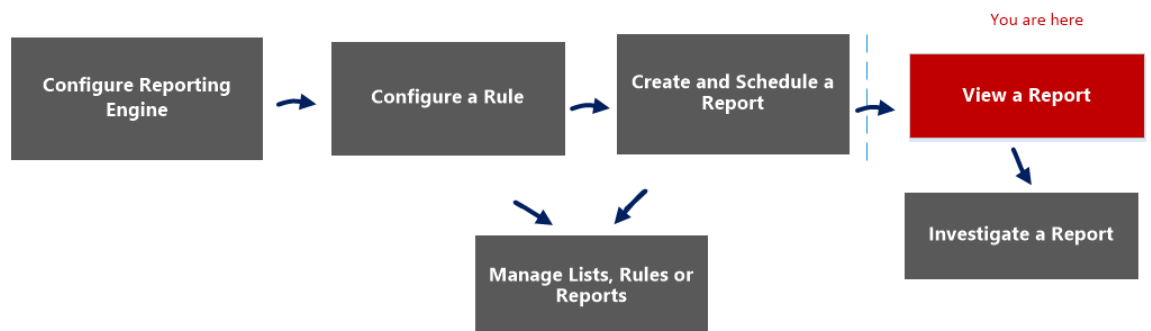 You are here
Configure Reporting
Engine
Configure a Rule
Create and Schedule a
Report
View a Report
Investigate a Report
Manage Lists, Rules or
Reports